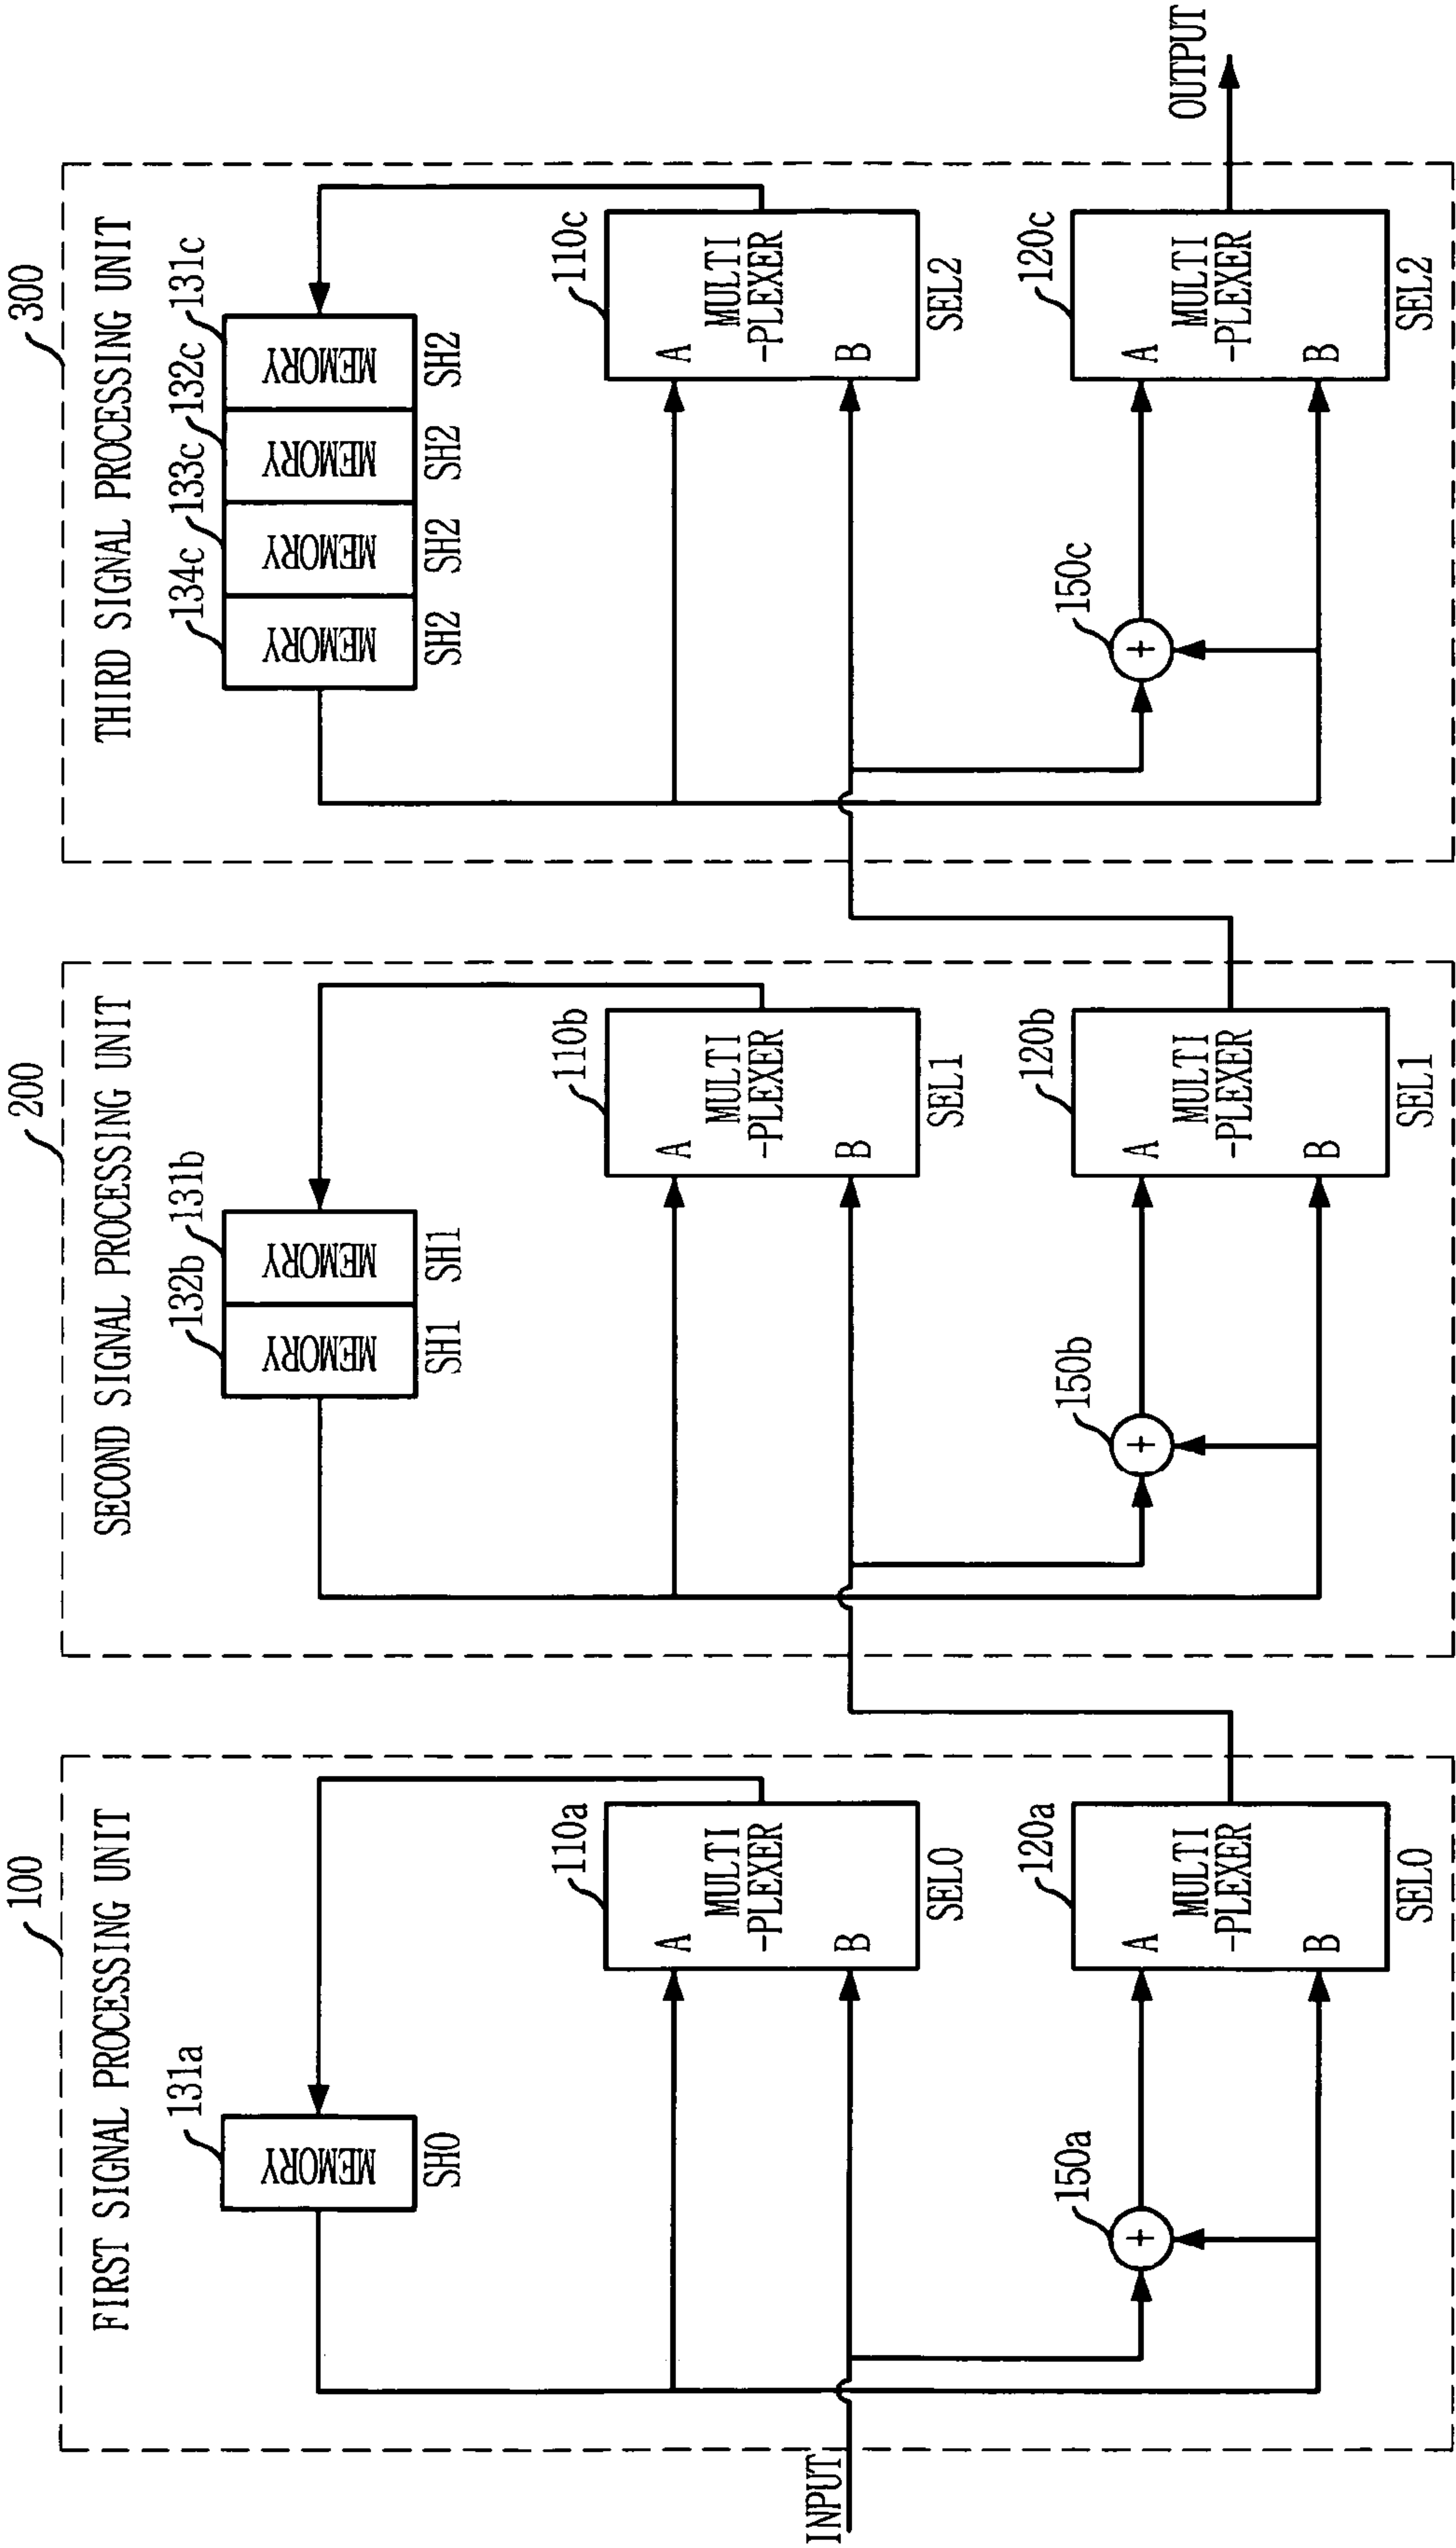 100
FIRST SIGNAL PROCESSING UNIT
131a
MEMORY
SH0
110a
A
MULTI
-PLEXER
B
SEL0
INPUT
150a
+
120a
A
MULTI
-PLEXER
B
SEL0
200
SECOND SIGNAL PROCESSING UNIT
132b
131b
MEMORY
MEMORY
SH1
SH1
110b
A
MULTI
-PLEXER
B
SEL1
150b
+
120b
A
MULTI
-PLEXER
B
SEL1
300
THIRD SIGNAL PROCESSING UNIT
134c
133c
132c
131c
MEMORY
MEMORY
MEMORY
MEMORY
SH2
SH2
SH2
SH2
110c
A
MULTI
-PLEXER
B
SEL2
150c
+
120c
A
MULTI
-PLEXER
B
SEL2
OUTPUT